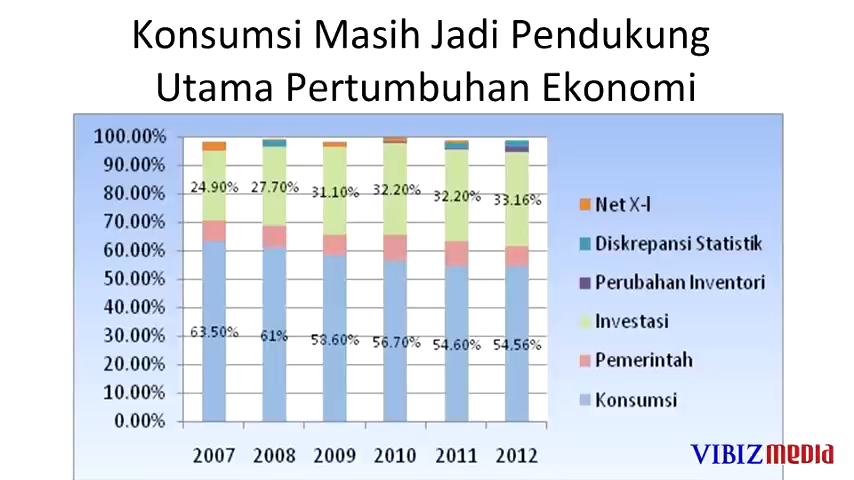 Konsumsi Masih Jadi Pendukung
Utama Pertumbuhan Ekonomi
100.00%
90.00%
80.00%
70.00%
60.00%
50.00%
40.00%
30.00%
20.00%
10.00%
0.00%
24.90% 27.70% 31.10% 32.20% 32.20% 33.16%
63.50% 61% 58.60% 56.70% 54.60% 54.56%
2007 2008 2009 2010 2011 2012
Net X-I
Diskrepansi Statistik
Perubahan Inventori
Investasi
Pemerintah
Konsumsi
VIBIZmedia